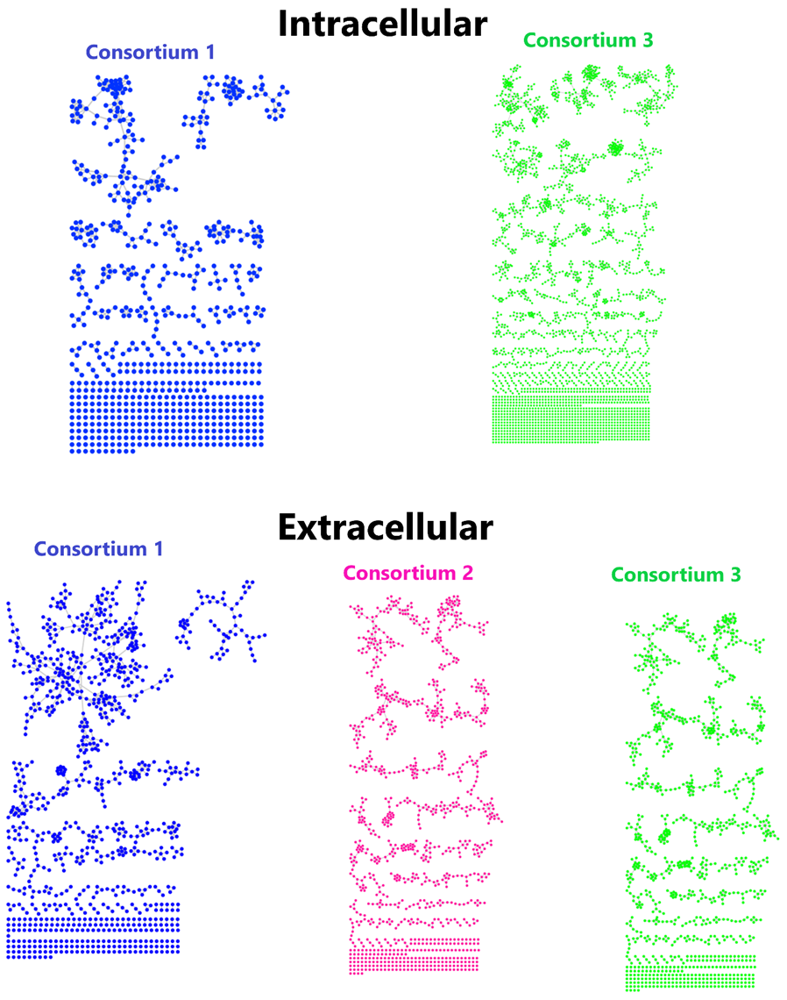 Intracellular
Consortium 1
Consortium 3
Extracellular
Consortium 1
Consortium 2
Consortium 3